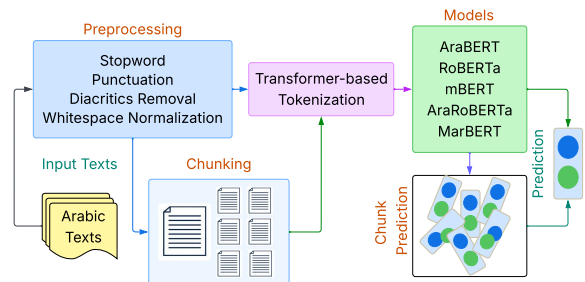 Preprocessing
Stopword
Punctuation
Diacritics Removal
Whitespace Normalization
Input Texts
Arabic
Texts
Chunking
Transformer-based
Tokenization
Models
AraBERT
RoBERTa
mBERT
AraRoBERTa
MarBERT
Chunk
Prediction
Prediction